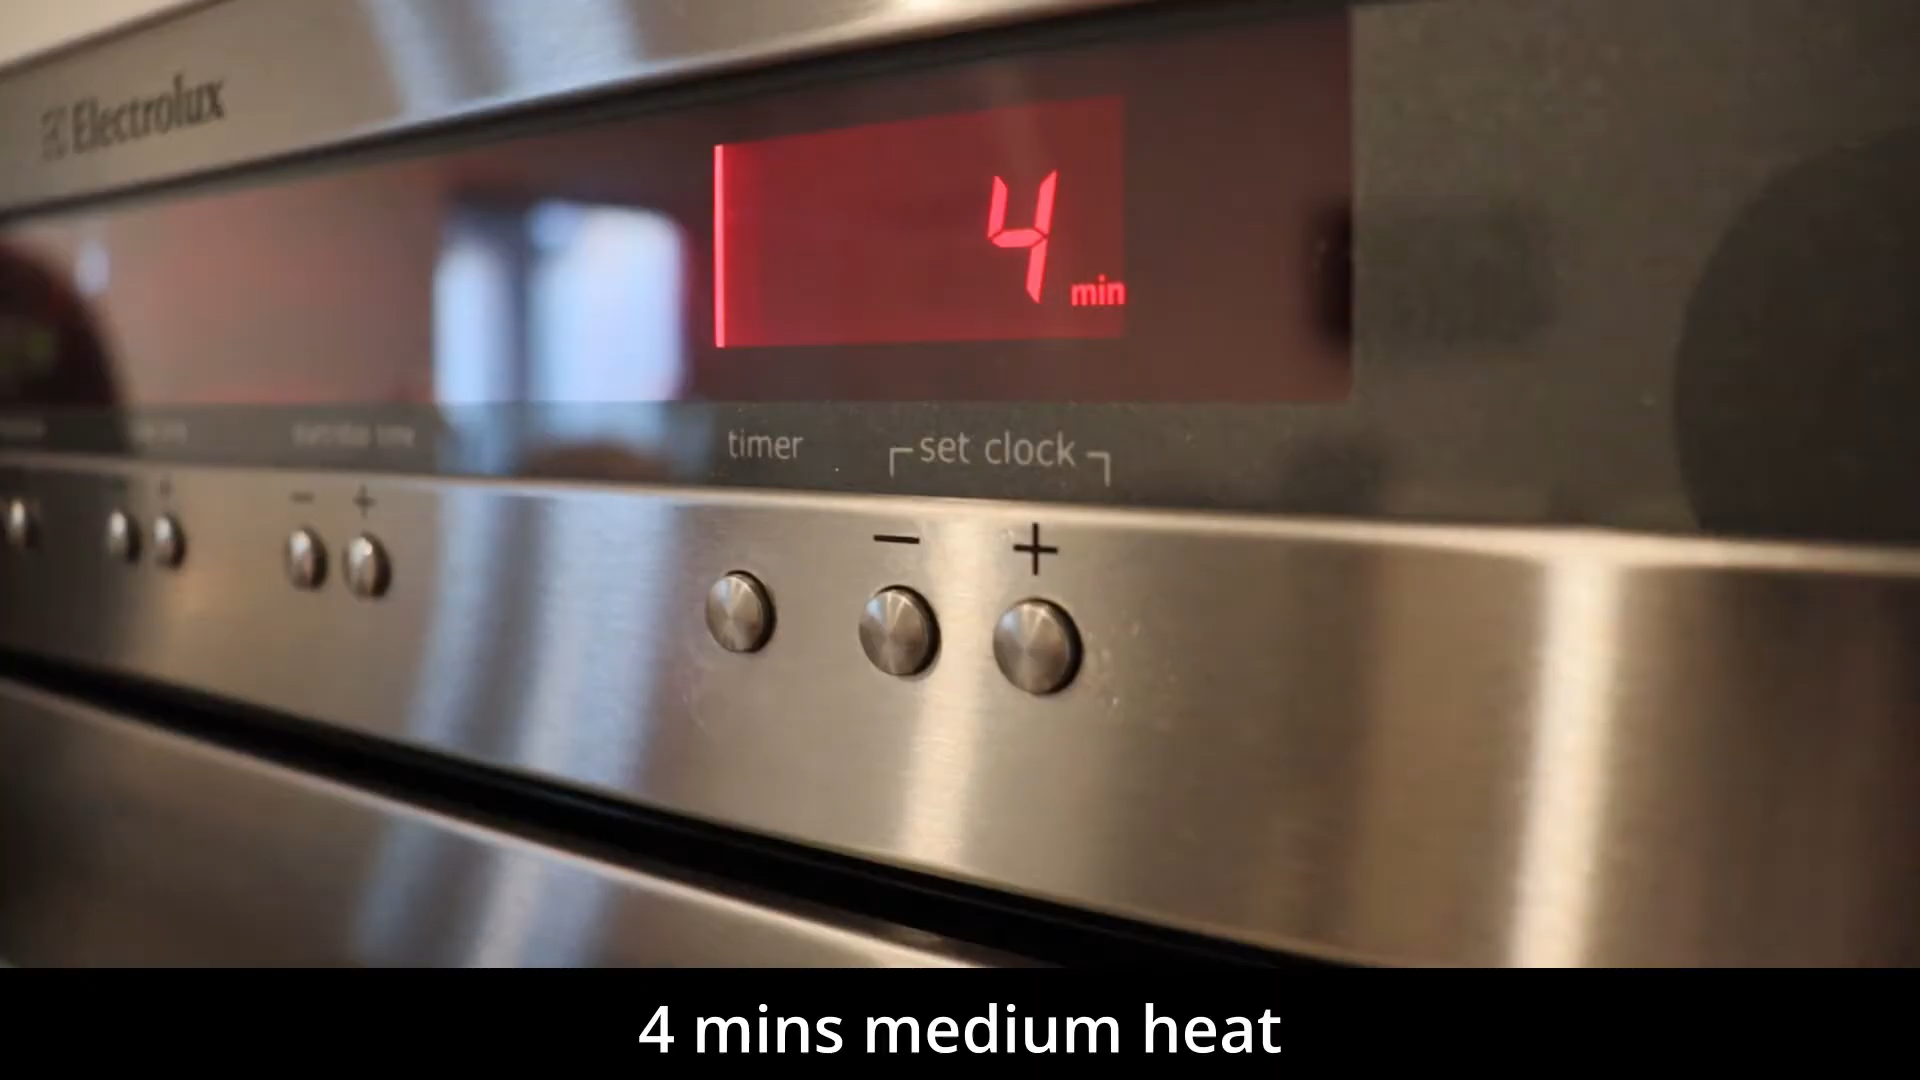 Electrolux
4
min
timer
set clock
- +
- +
4 mins medium heat